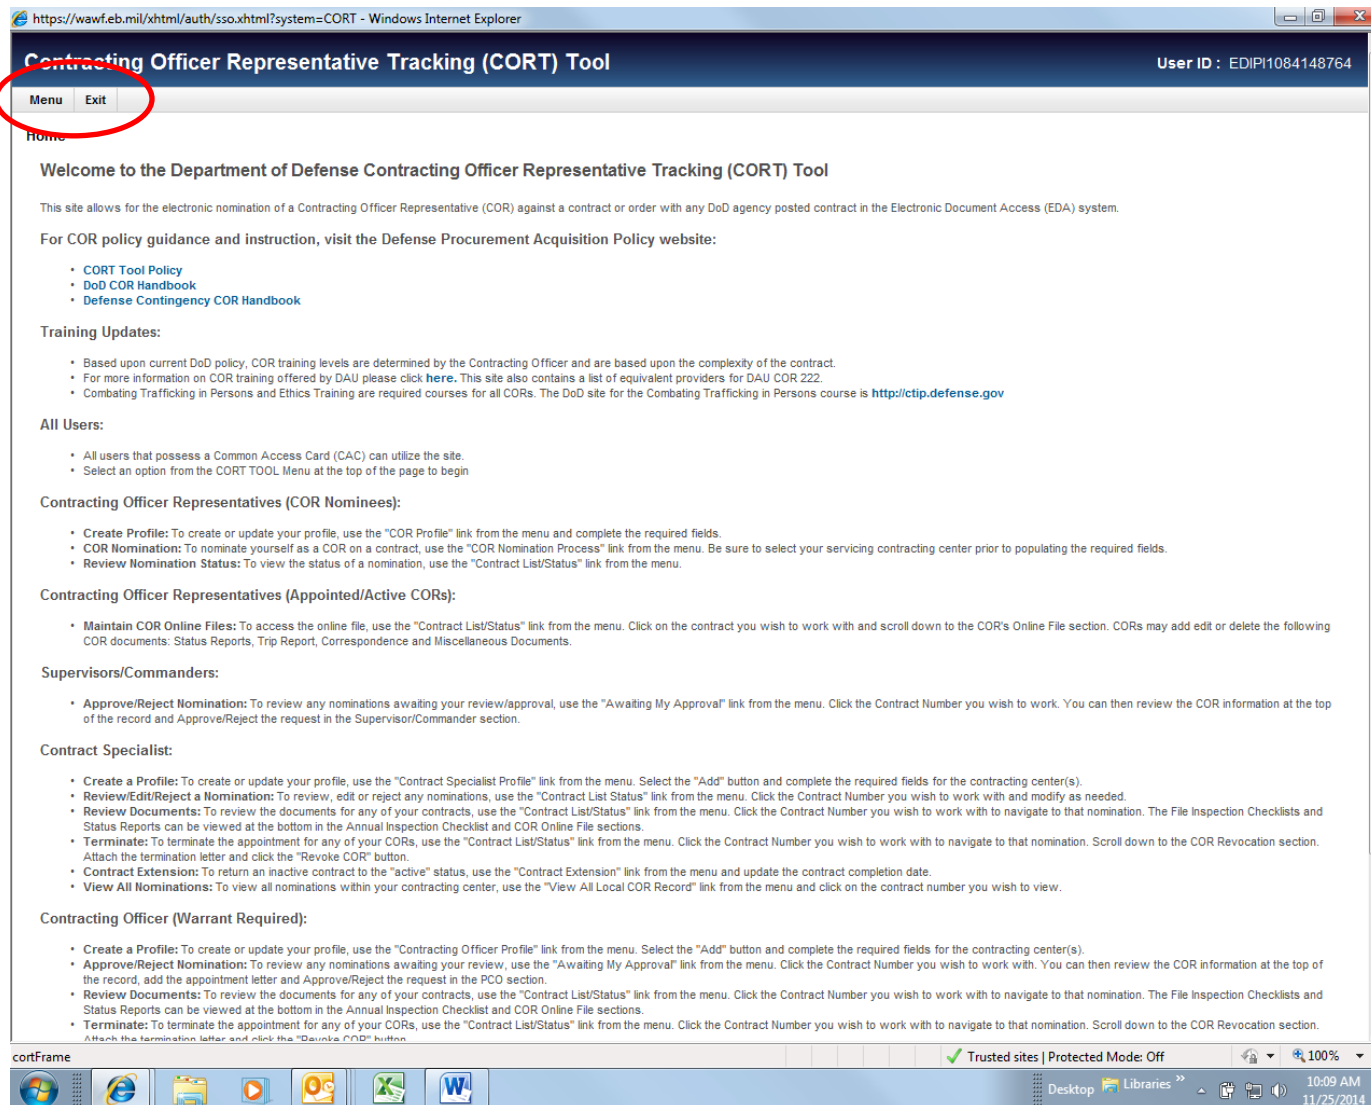 https://wawf.eb.mil/xhtml/auth/sso.xhtml?system=CORT - Windows Internet Explorer
Contracting Officer Representative Tracking (CORT) Tool
User ID : EDIPI1084148764
Menu Exit
Home
Welcome to the Department of Defense Contracting Officer Representative Tracking (CORT) Tool
This site allows for the electronic nomination of a Contracting Officer Representative (COR) against a contract or order with any DoD agency posted contract in the Electronic Document Access (EDA) system.
For COR policy guidance and instruction, visit the Defense Procurement Acquisition Policy website:
• CORT Tool Policy
• DoD COR Handbook
• Defense Contingency COR Handbook
Training Updates:
• Based upon current DoD policy, COR training levels are determined by the Contracting Officer and are based upon the complexity of the contract.
• For more information on COR training offered by DAU please click here. This site also contains a list of equivalent providers for DAU COR 222.
• Combating Trafficking in Persons and Ethics Training are required courses for all CORs. The DoD site for the Combating Trafficking in Persons course is http://ctip.defense.gov
All Users:
• All users that possess a Common Access Card (CAC) can utilize the site.
• Select an option from the CORT TOOL Menu at the top of the page to begin
Contracting Officer Representatives (COR Nominees):
• Create Profile: To create or update your profile, use the "COR Profile" link from the menu and complete the required fields.
• COR Nomination: To nominate yourself as a COR on a contract, use the "COR Nomination Process" link from the menu. Be sure to select your servicing contracting center prior to populating the required fields.
• Review Nomination Status: To view the status of a nomination, use the "Contract List/Status" link from the menu.
Contracting Officer Representatives (Appointed/Active CORs):
• Maintain COR Online Files: To access the online file, use the "Contract List/Status" link from the menu. Click on the contract you wish to work with and scroll down to the COR's Online File section. CORs may add edit or delete the following
COR documents: Status Reports, Trip Report, Correspondence and Miscellaneous Documents.
Supervisors/Commanders:
• Approve/Reject Nomination: To review any nominations awaiting your review/approval, use the "Awaiting My Approval" link from the menu. Click the Contract Number you wish to work. You can then review the COR information at the top
of the record and Approve/Reject the request in the Supervisor/Commander section.
Contract Specialist:
• Create a Profile: To create or update your profile, use the "Contract Specialist Profile" link from the menu. Select the "Add" button and complete the required fields for the contracting center(s).
• Review/Edit/Reject a Nomination: To review, edit or reject any nominations, use the "Contract List Status" link from the menu. Click the Contract Number you wish to work with and modify as needed.
• Review Documents: To review the documents for any of your contracts, use the "Contract List/Status" link from the menu. Click the Contract Number you wish to work with to navigate to that nomination. The File Inspection Checklists and
Status Reports can be viewed at the bottom in the Annual Inspection Checklist and COR Online File sections.
• Terminate: To terminate the appointment for any of your CORs, use the "Contract List/Status" link from the menu. Click the Contract Number you wish to work with to navigate to that nomination. Scroll down to the COR Revocation section.
Attach the termination letter and click the "Revoke COR" button.
• Contract Extension: To return an inactive contract to the "active" status, use the "Contract Extension" link from the menu and update the contract completion date.
• View All Nominations: To view all nominations within your contracting center, use the "View All Local COR Record" link from the menu and click on the contract number you wish to view.
Contracting Officer (Warrant Required):
• Create a Profile: To create or update your profile, use the "Contracting Officer Profile" link from the menu. Select the "Add" button and complete the required fields for the contracting center(s).
• Approve/Reject Nomination: To review any nominations awaiting your review, use the "Awaiting My Approval" link from the menu. Click the Contract Number you wish to work with. You can then review the COR information at the top of
the record, add the appointment letter and Approve/Reject the request in the PCO section.
• Review Documents: To review the documents for any of your contracts, use the "Contract List/Status" link from the menu. Click the Contract Number you wish to work with to navigate to that nomination. The File Inspection Checklists and
Status Reports can be viewed at the bottom in the Annual Inspection Checklist and COR Online File sections.
• Terminate: To terminate the appointment for any of your CORs, use the "Contract List/Status" link from the menu. Click the Contract Number you wish to work with to navigate to that nomination. Scroll down to the COR Revocation section.
Attach the termination letter and click the "Revoke COR" button.
cortFrame
Trusted sites | Protected Mode: Off
100%
Desktop Libraries »
10:09 AM
11/25/2014